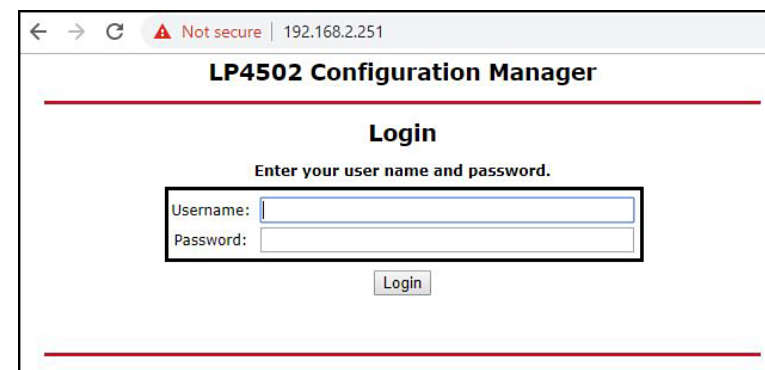 Not secure | 192.168.2.251
LP4502 Configuration Manager
Login
Enter your user name and password.
Username:
Password:
Login